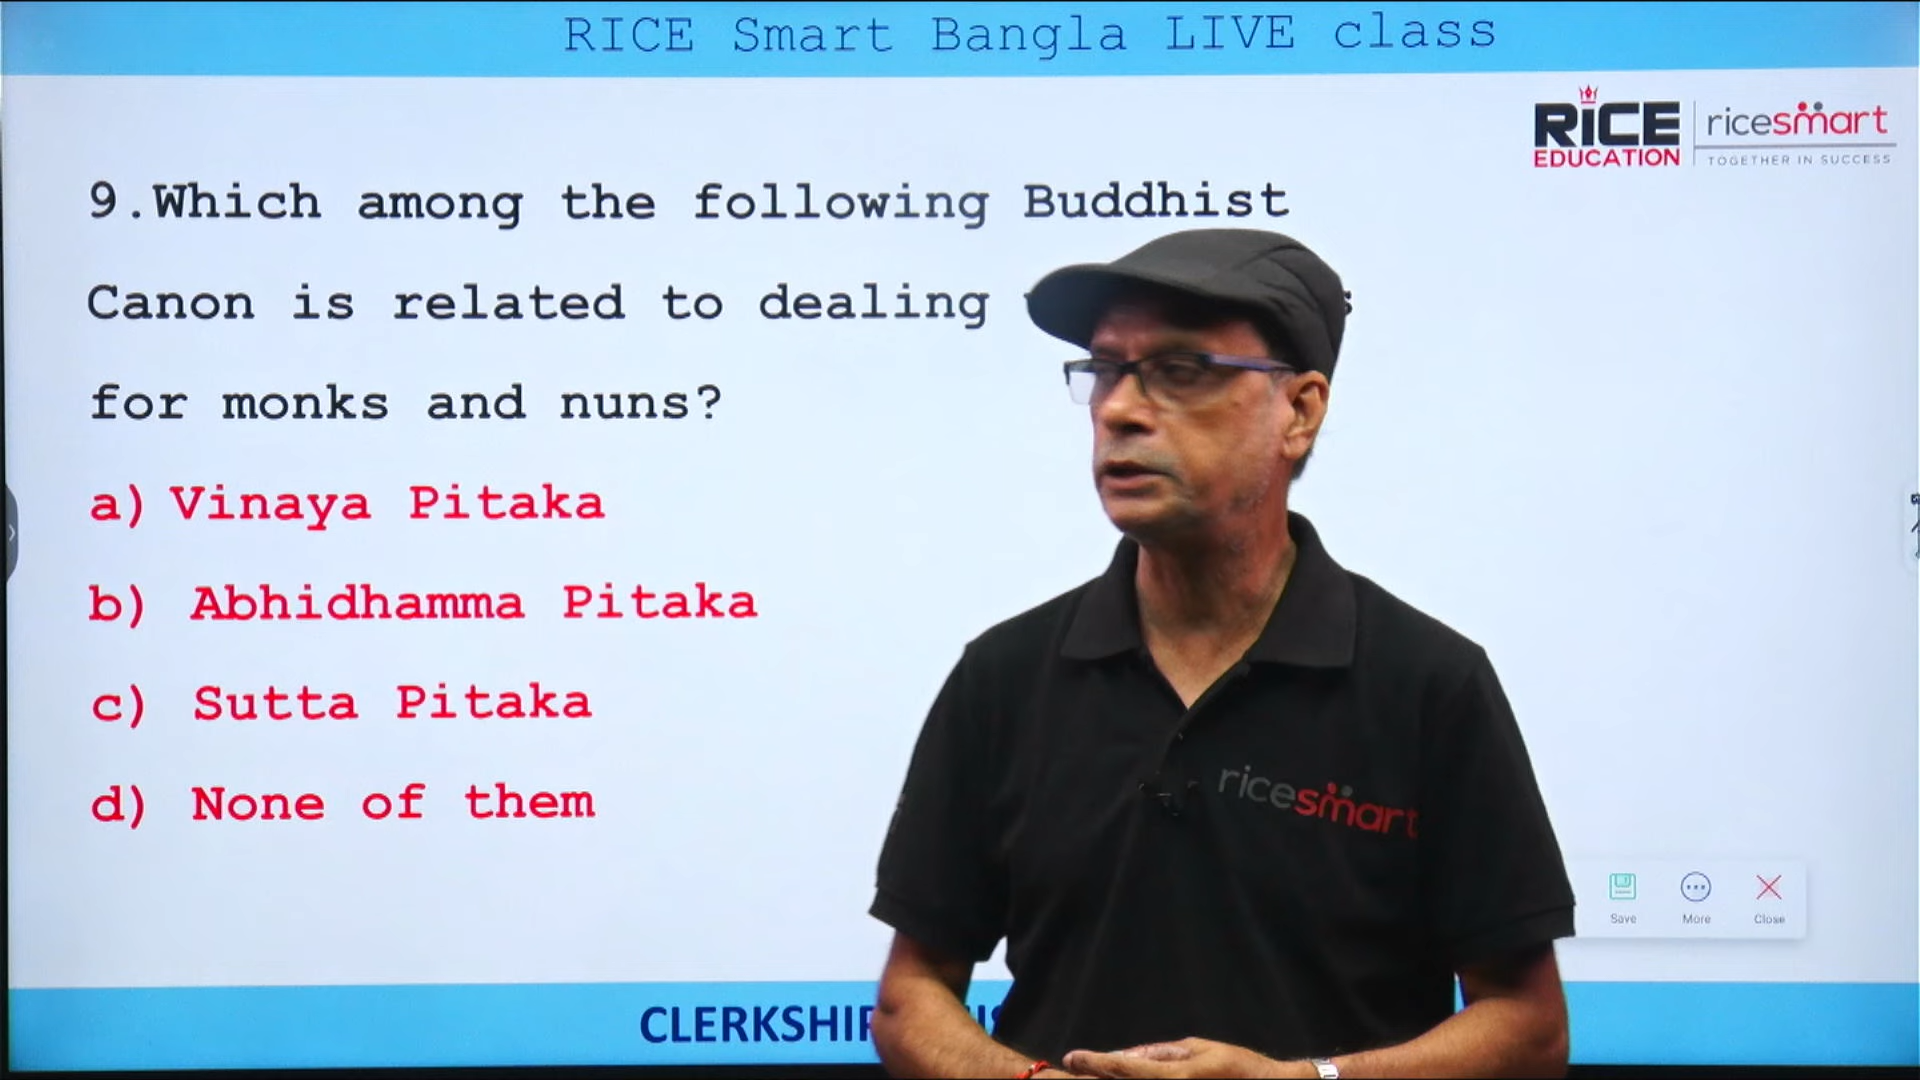 RICE Smart Bangla LIVE class
RiCE
EDUCATION
ricesmart
TOGETHER IN SUCCESS
9.Which among the following Buddhist
Canon is related to dealing
for monks and nuns?
a) Vinaya Pitaka
b) Abhidhamma Pitaka
c) Sutta Pitaka
d) None of them
ricesmart
Save
More
Close